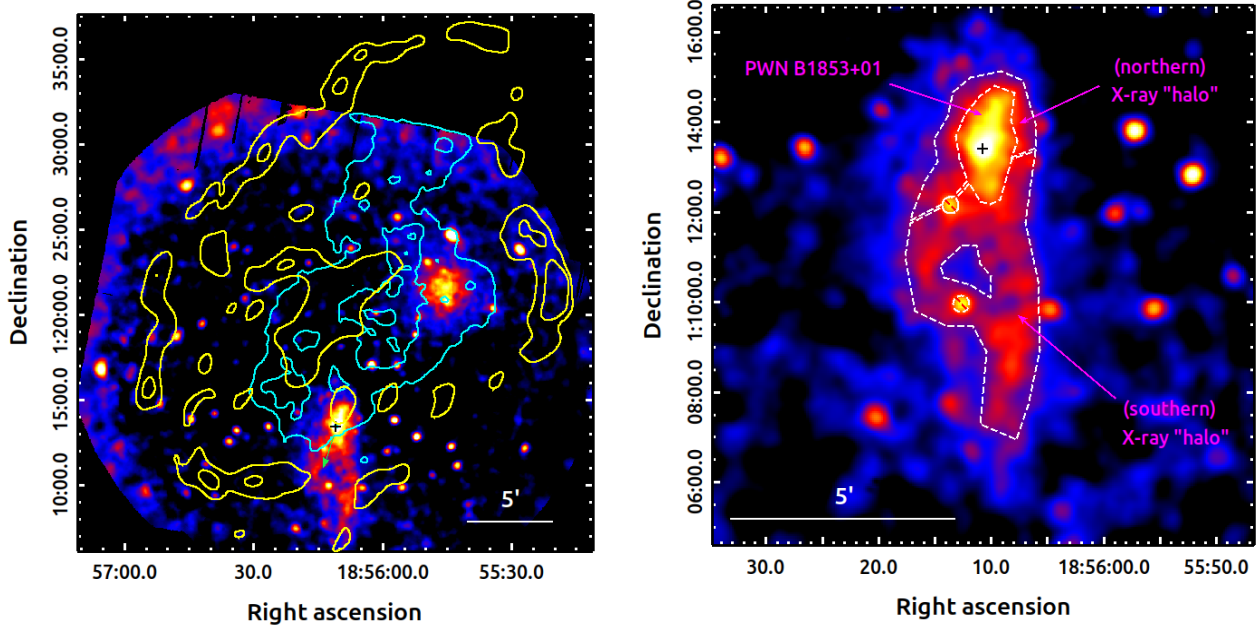 35:00.0
30:00.0
25:00.0
1:20:00.0
15:00.0
10:00.0
Declination
5'
57:00.0 30.0 18:56:00.0 55:30.0
Right ascension
16:00.0
14:00.0
12:00.0
1:10:00.0
08:00.0
06:00.0
Declination
PWN B1853+01
(northern)
X-ray "halo"
(southern)
X-ray "halo"
5'
30.0 20.0 10.0 18:56:00.0 55:50.0
Right ascension